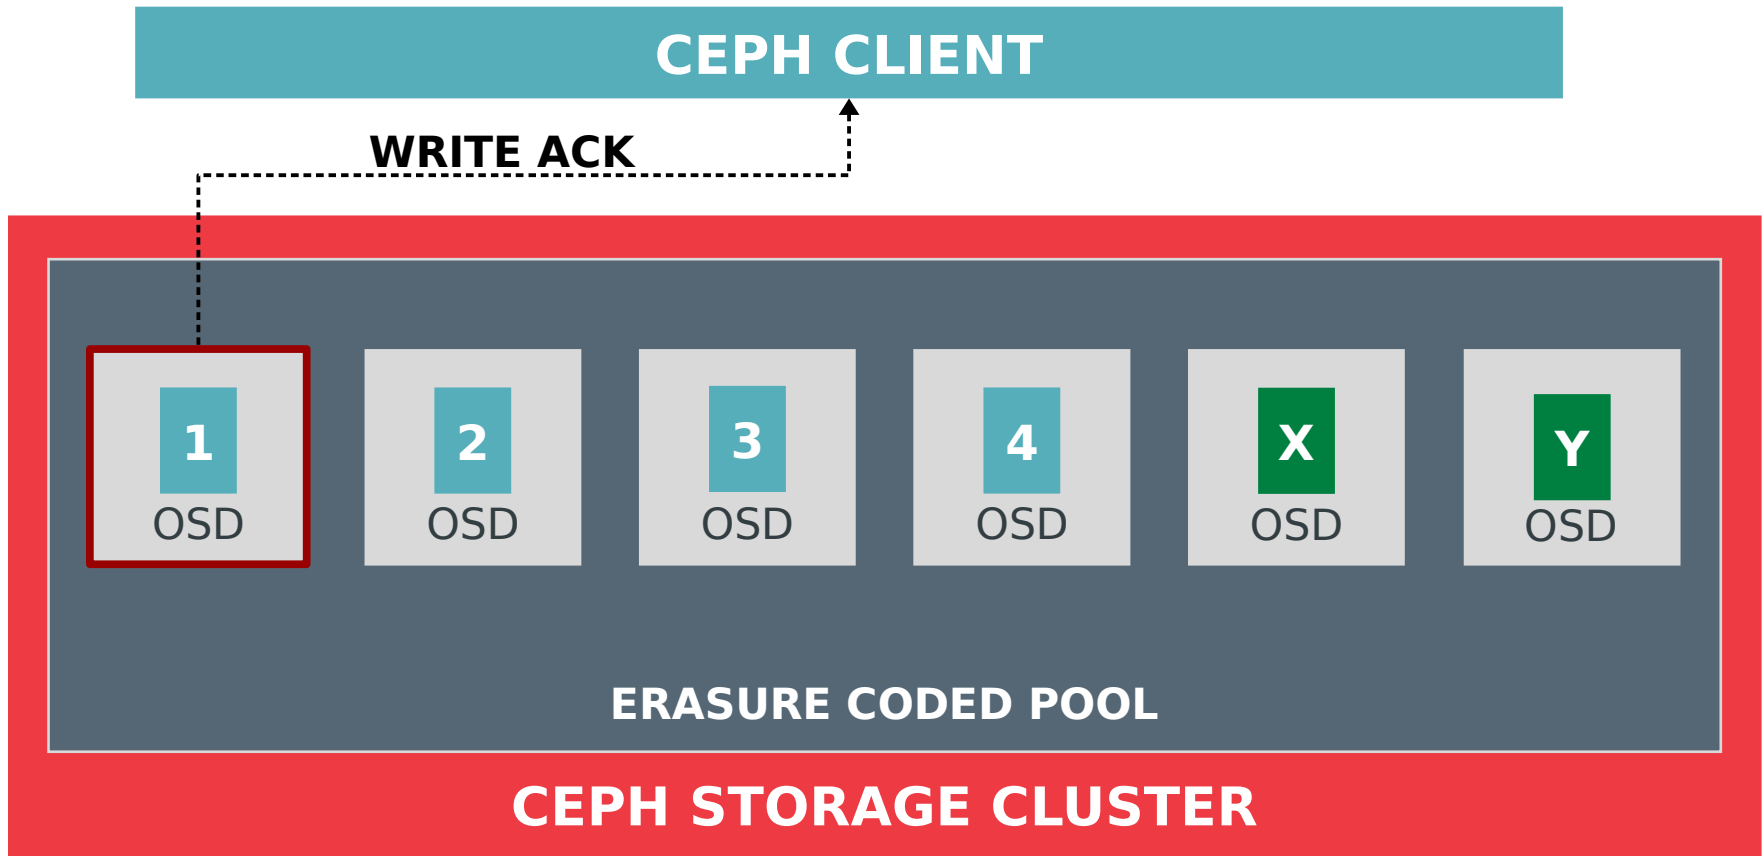 CEPH CLIENT
WRITE ACK
1 2 3 4 X Y
OSD OSD OSD OSD OSD OSD
ERASURE CODED POOL
CEPH STORAGE CLUSTER